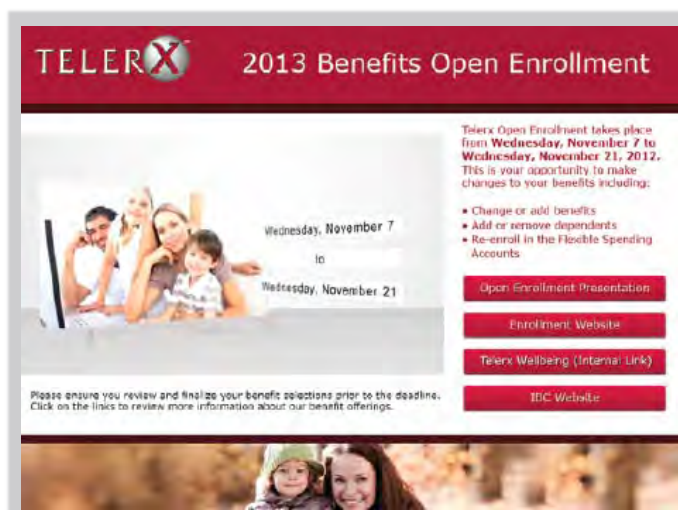 TELERX
2013 Benefits Open Enrollment
Telerx Open Enrollment takes place
from Wednesday, November 7 to
Wednesday, November 21, 2012.
This is your opportunity to make
changes to your benefits including:
• Change or add benefits
• Add or remove dependents
• Re-enroll in the Flexible Spending
Accounts
Wednesday, November 7
to
Wednesday, November 21
Open Enrollment Presentation
Enrollment Website
Telerx Wellbeing (Internal Link)
IBC Website
Please ensure you review and finalize your benefit selections prior to the deadline.
Click on the links to review more information about our benefit offerings.